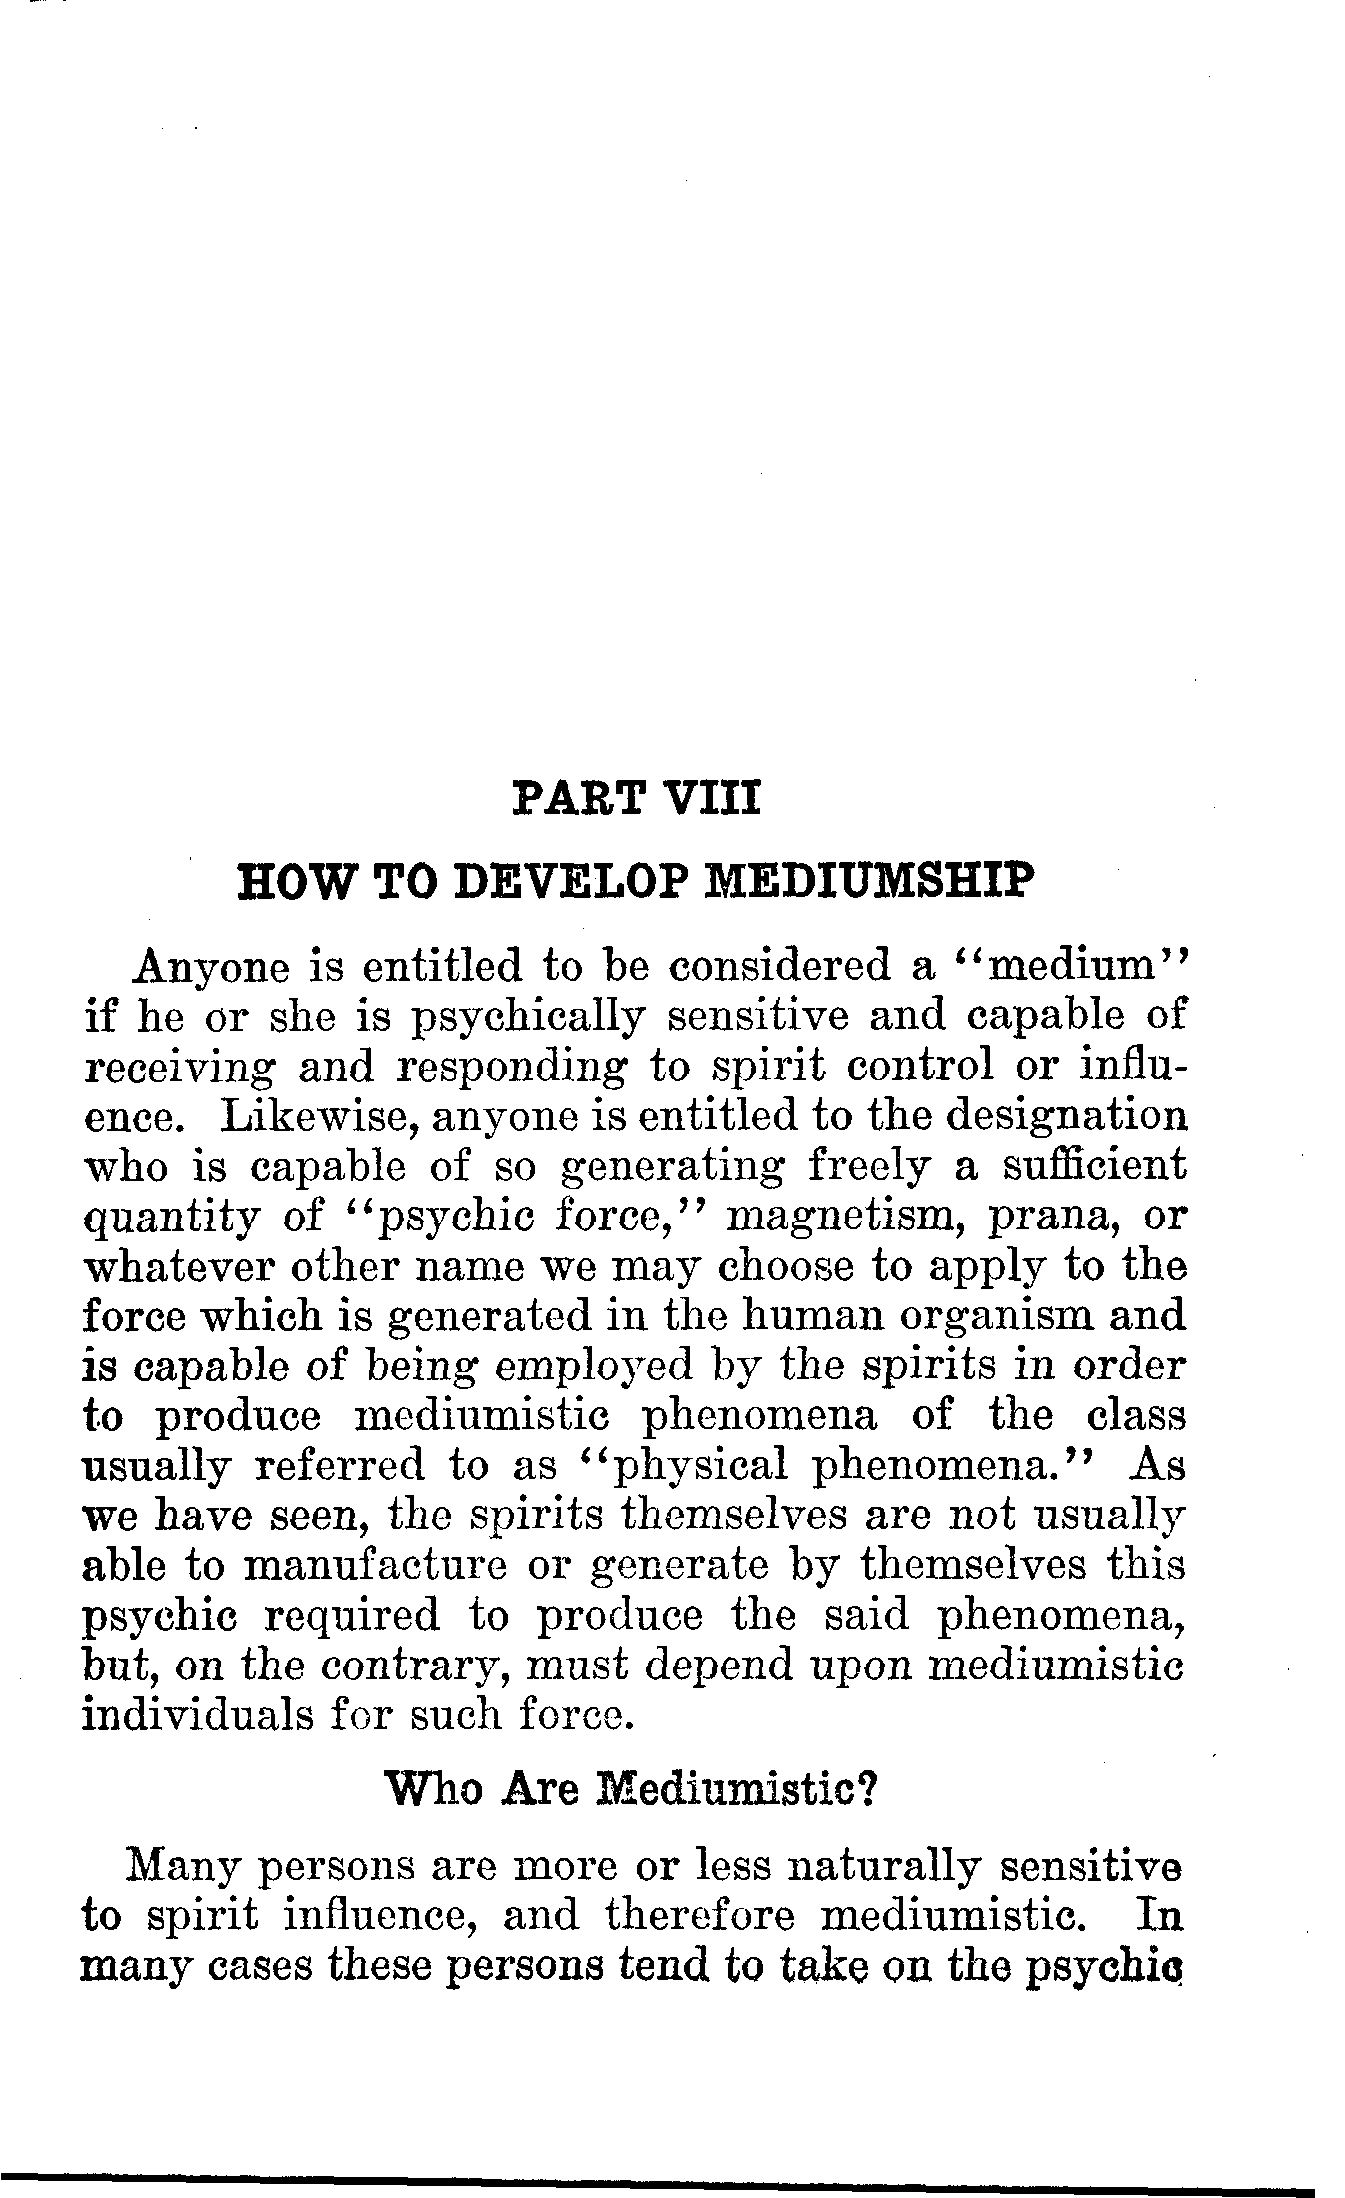 PART VIII
HOW TO DEVELOP MEDIUMSHIP
Anyone is entitled to be considered a “medium”
if he or she is psychically sensitive and capable of
receiving and responding to spirit control or influ-
ence. Likewise, anyone is entitled to the designation
who is capable of so generating freely a sufficient
quantity of “psychic force,” magnetism, prana, or
whatever other name we may choose to apply to the
force which is generated in the human organism and
is capable of being employed by the spirits in order
to produce mediumistic phenomena of the class
usually referred to as “physical phenomena.” As
we have seen, the spirits themselves are not usually
able to manufacture or generate by themselves this
psychic required to produce the said phenomena,
but, on the contrary, must depend upon mediumistic
individuals for such force.
Who Are Mediumistic?
Many persons are more or less naturally sensitive
to spirit influence, and therefore mediumistic. In
many cases these persons tend to take on the psychic